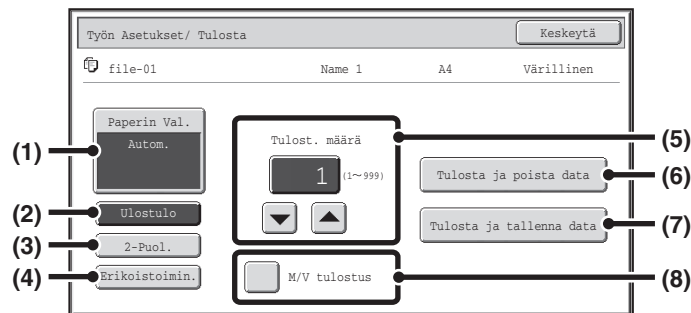 Työn Asetukset/ Tulosta
Keskeytä
file-01 Name 1 A4 Värillinen
Paperin Val.
Autom.
Tulost. määrä
1 (1~999)
Ulostulo
2-Puol.
Erikoistoimin.
M/V tulostus
Tulosta ja poista data
Tulosta ja tallenna data
(1)
(2)
(3)
(4)
(5)
(6)
(7)
(8)